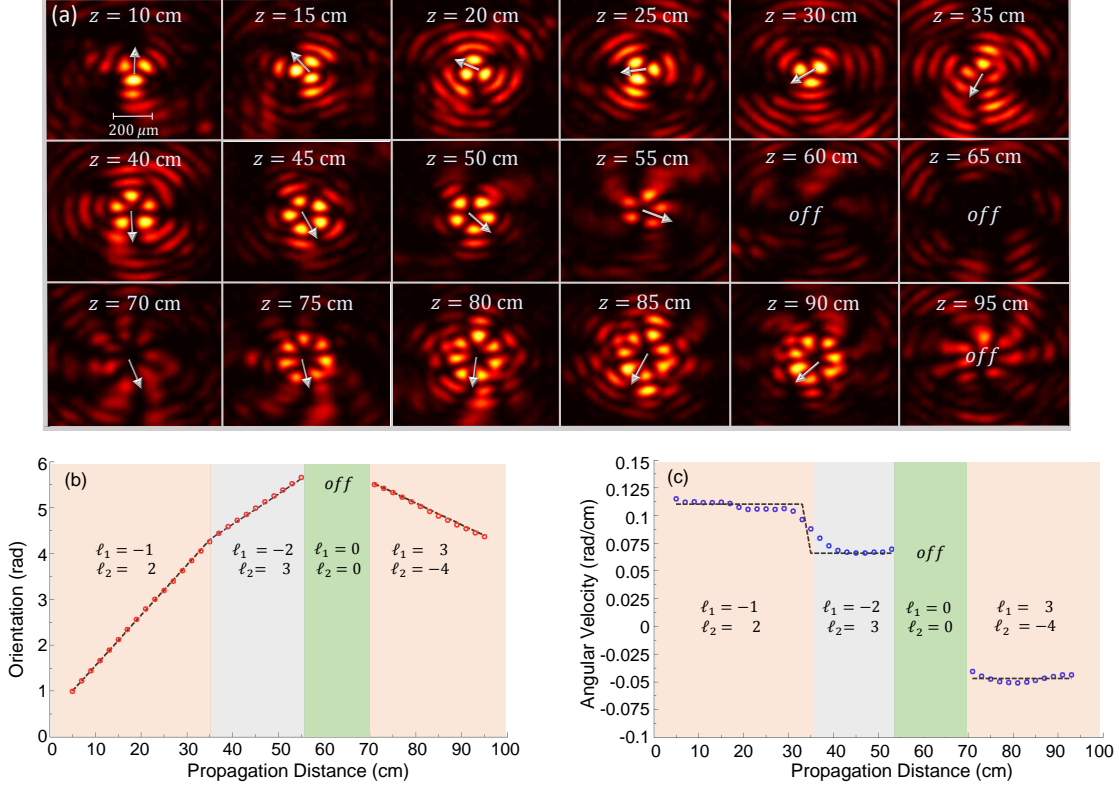 (a)
z = 10 cm
z = 15 cm
z = 20 cm
z = 25 cm
z = 30 cm
z = 35 cm
200 μm
z = 40 cm
z = 45 cm
z = 50 cm
z = 55 cm
z = 60 cm
z = 65 cm
off
off
z = 70 cm
z = 75 cm
z = 80 cm
z = 85 cm
z = 90 cm
z = 95 cm
off
(b)
Orientation (rad)
6
5
4
3
2
1
0
off
ℓ₁ = −1
ℓ₂ = 2
ℓ₁ = −2
ℓ₂ = 3
ℓ₁ = 0
ℓ₂ = 0
ℓ₁ = 3
ℓ₂ = −4
0 10 20 30 40 50 60 70 80 90 100
Propagation Distance (cm)
(c)
Angular Velocity (rad/cm)
0.15
0.125
0.1
0.075
0.05
0.025
0
-0.025
-0.05
-0.075
-0.1
off
ℓ₁ = −1
ℓ₂ = 2
ℓ₁ = −2
ℓ₂ = 3
ℓ₁ = 0
ℓ₂ = 0
ℓ₁ = 3
ℓ₂ = −4
0 10 20 30 40 50 60 70 80 90 100
Propagation Distance (cm)